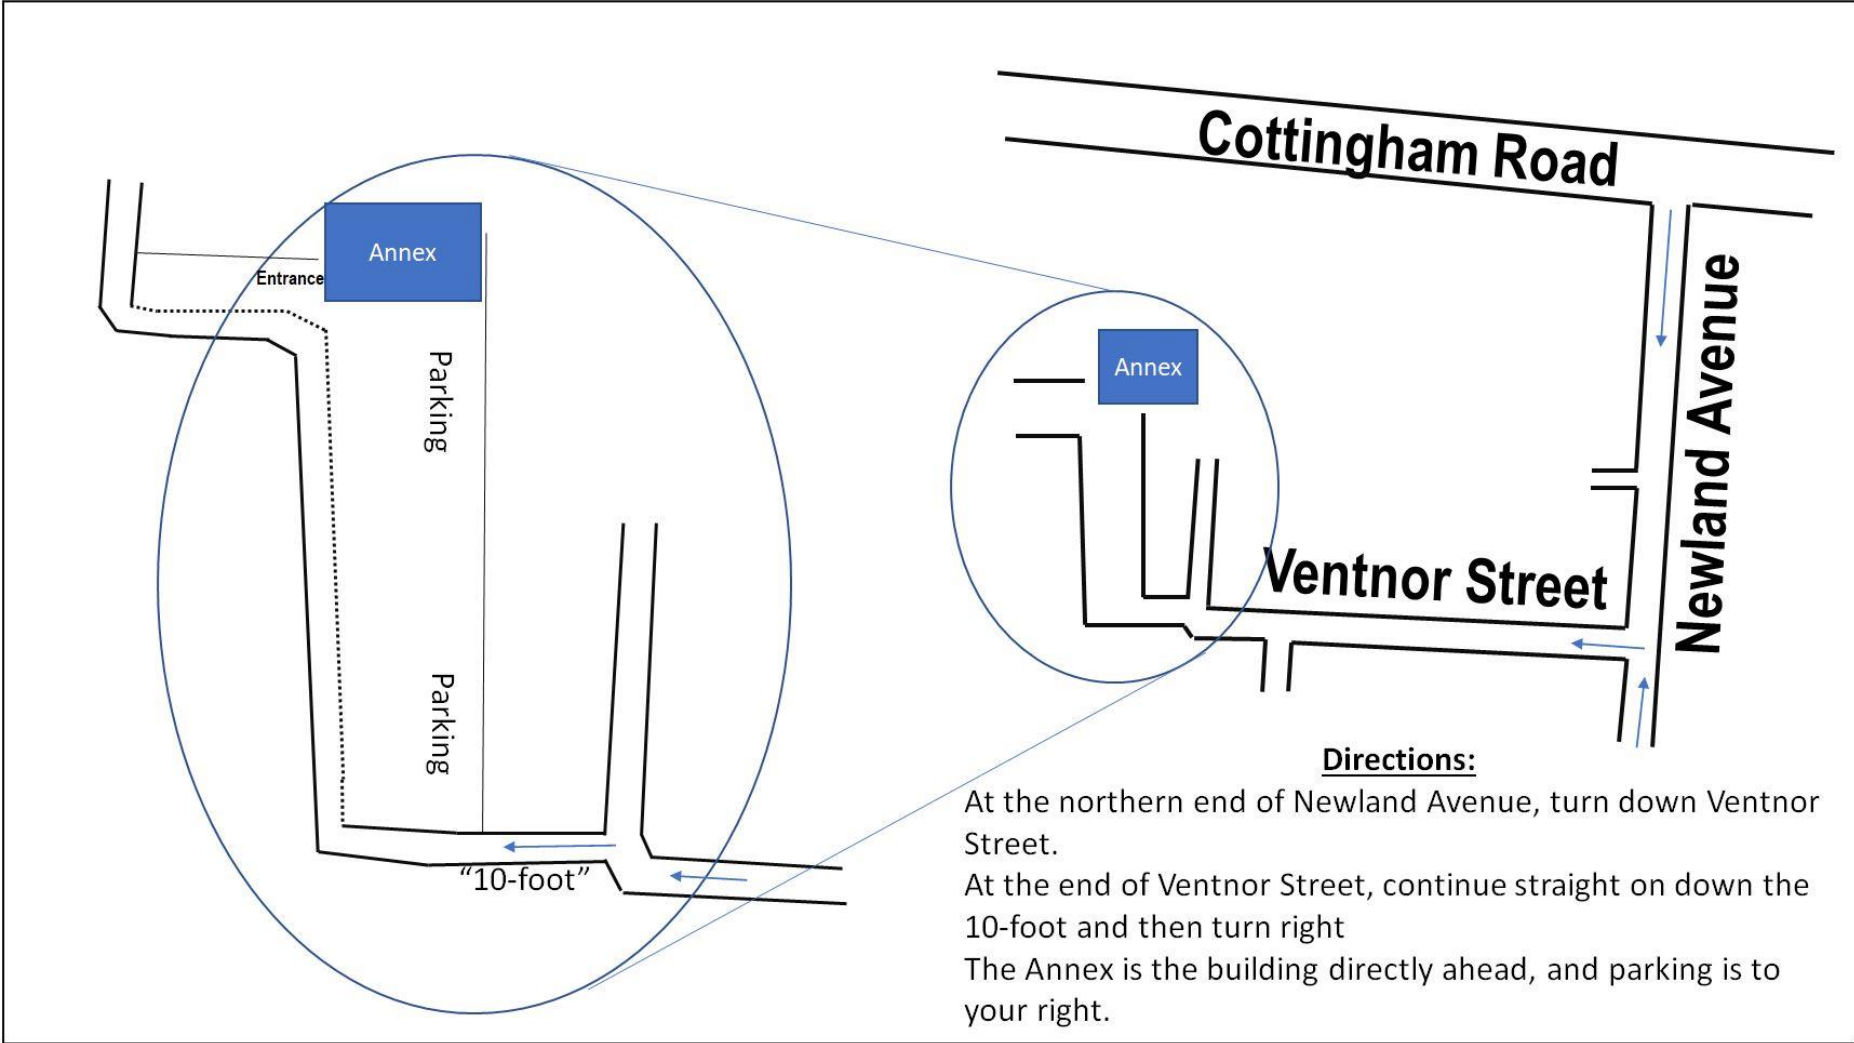 Cottingham Road
Newland Avenue
Ventnor Street
Annex
Annex
Entrance
Parking
Parking
“10-foot”
Directions:
At the northern end of Newland Avenue, turn down Ventnor
Street.
At the end of Ventnor Street, continue straight on down the
10-foot and then turn right
The Annex is the building directly ahead, and parking is to
your right.